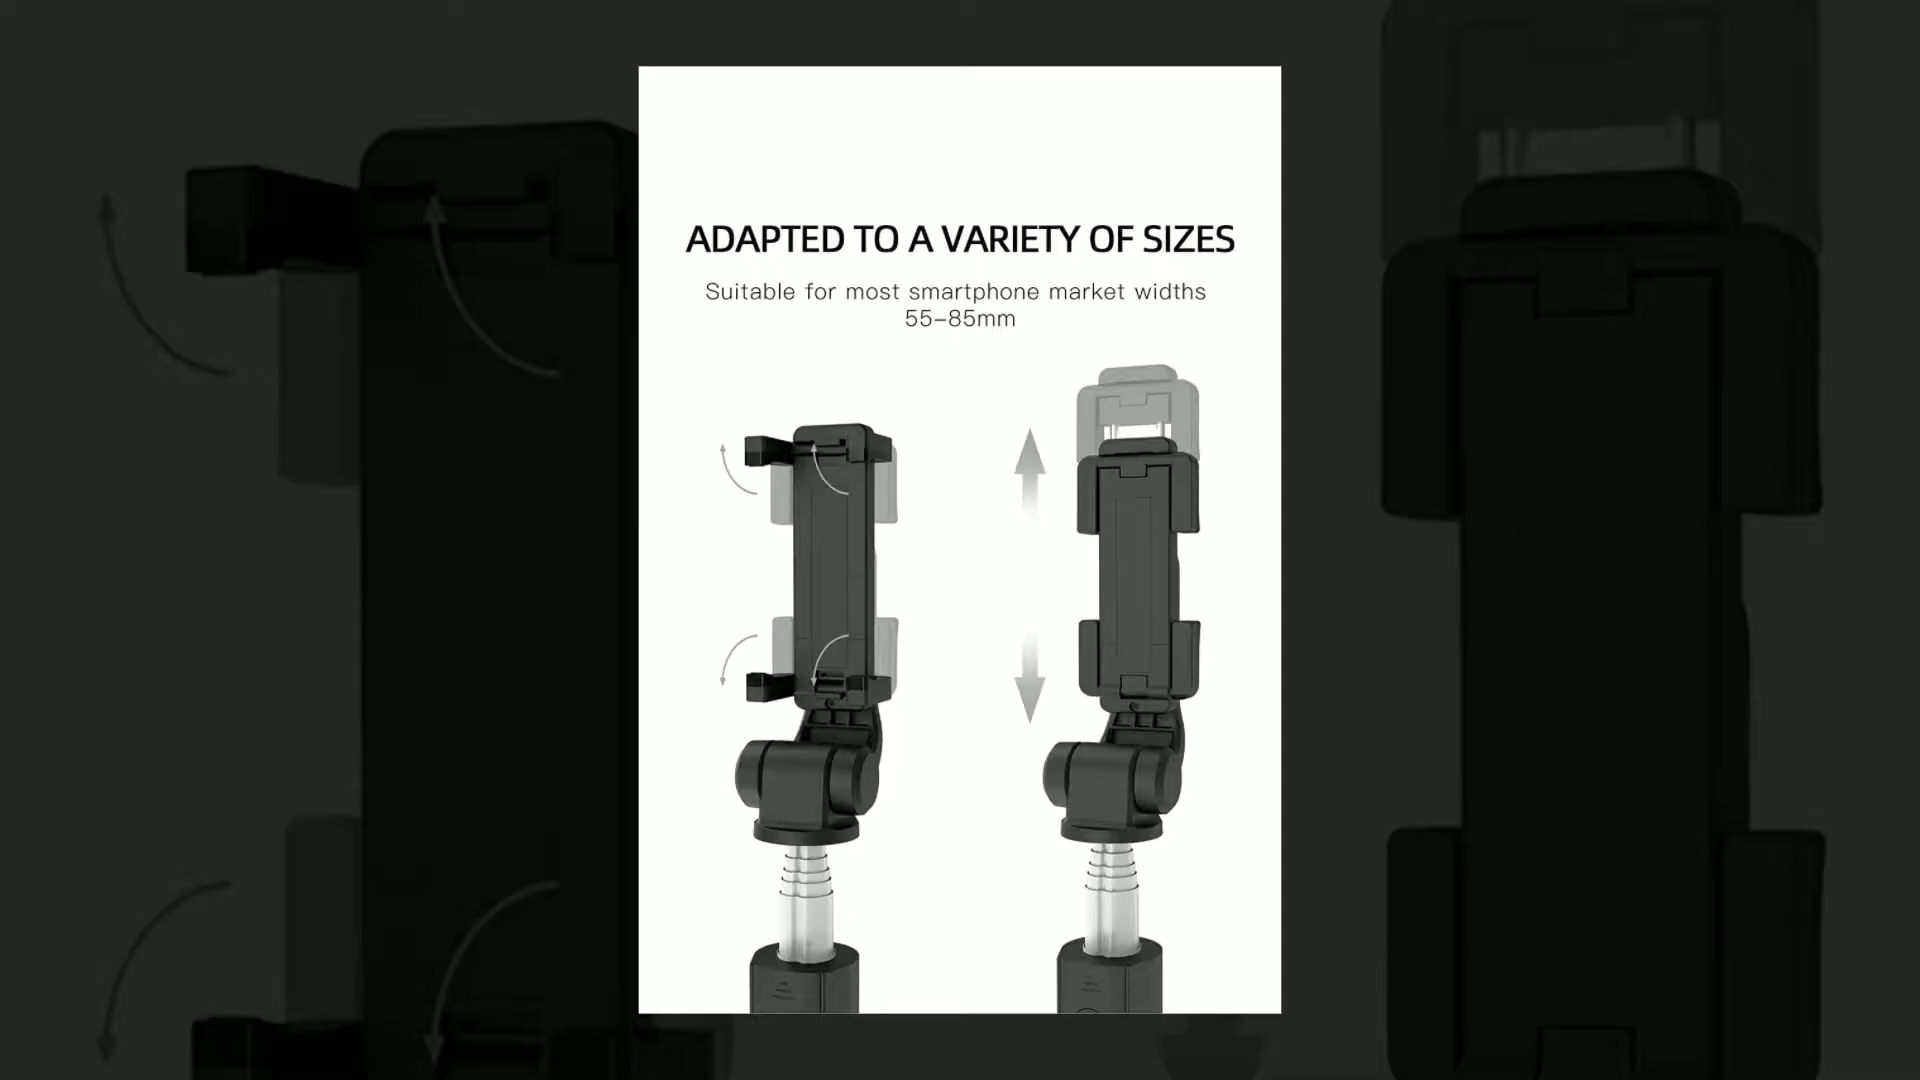 ADAPTED TO A VARIETY OF SIZES
Suitable for most smartphone market widths
55-85mm